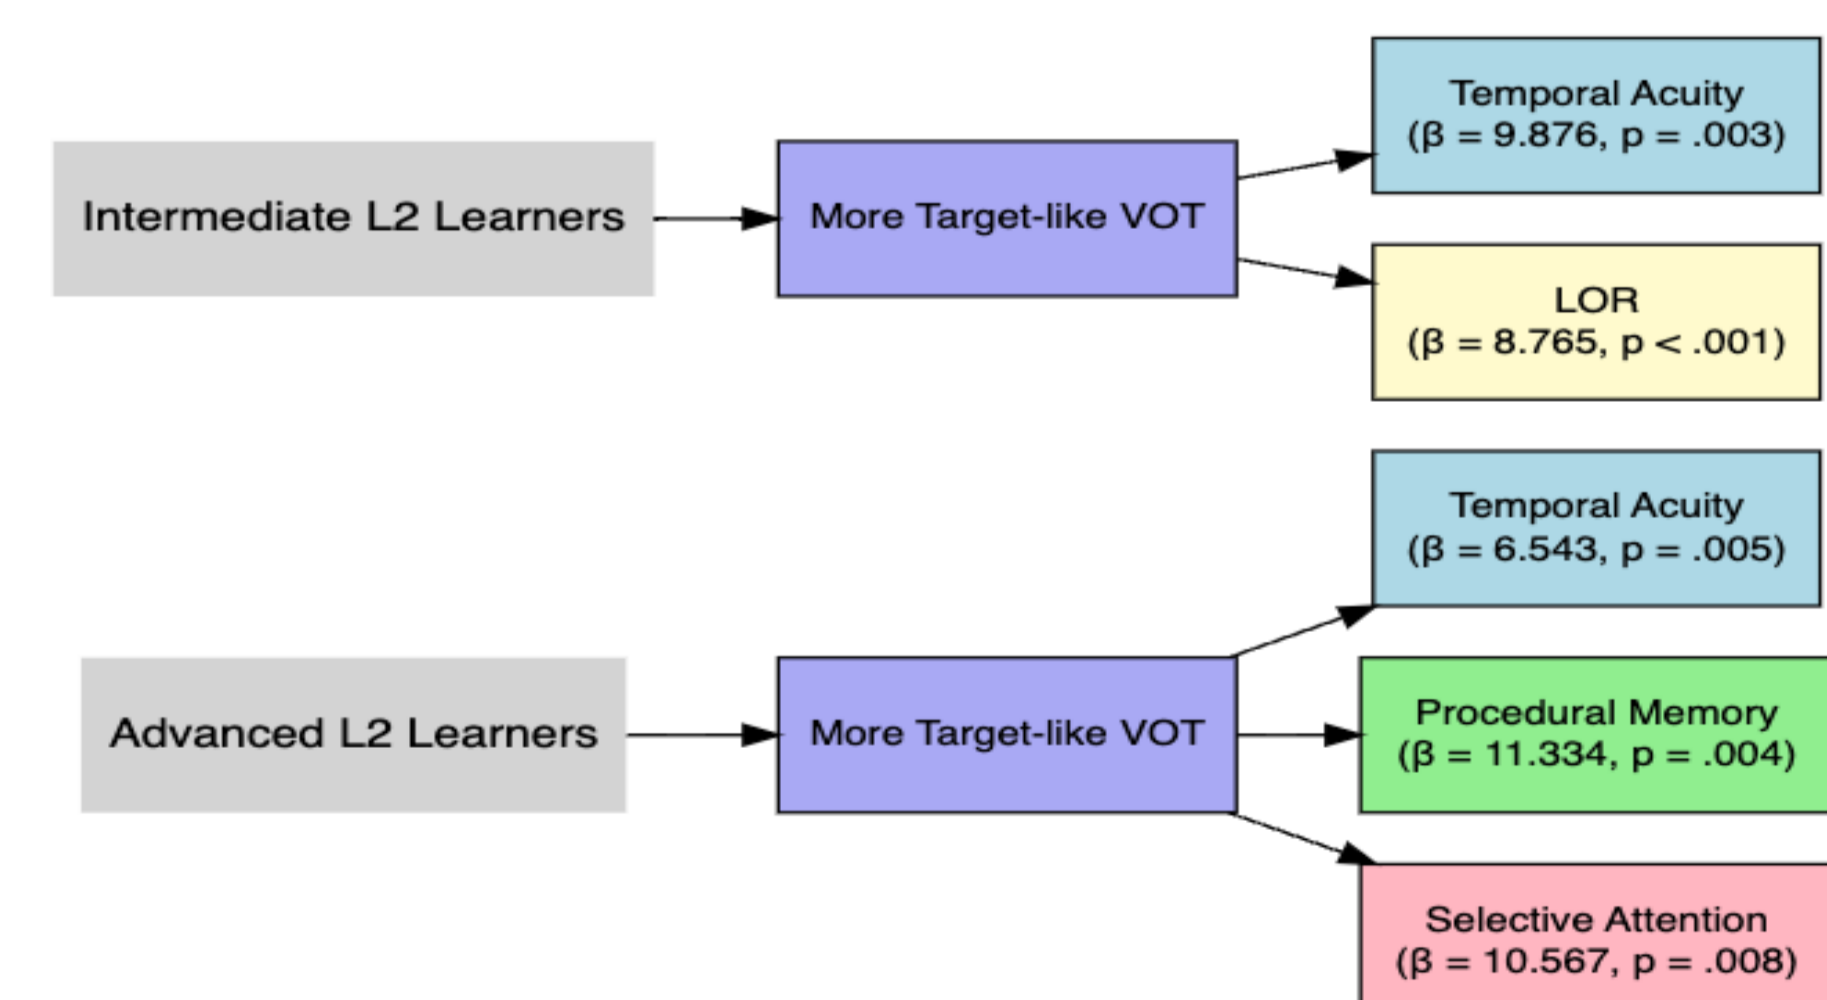 Intermediate L2 Learners
More Target-like VOT
Temporal Acuity
(β = 9.876, p = .003)
LOR
(β = 8.765, p < .001)
Advanced L2 Learners
More Target-like VOT
Temporal Acuity
(β = 6.543, p = .005)
Procedural Memory
(β = 11.334, p = .004)
Selective Attention
(β = 10.567, p = .008)